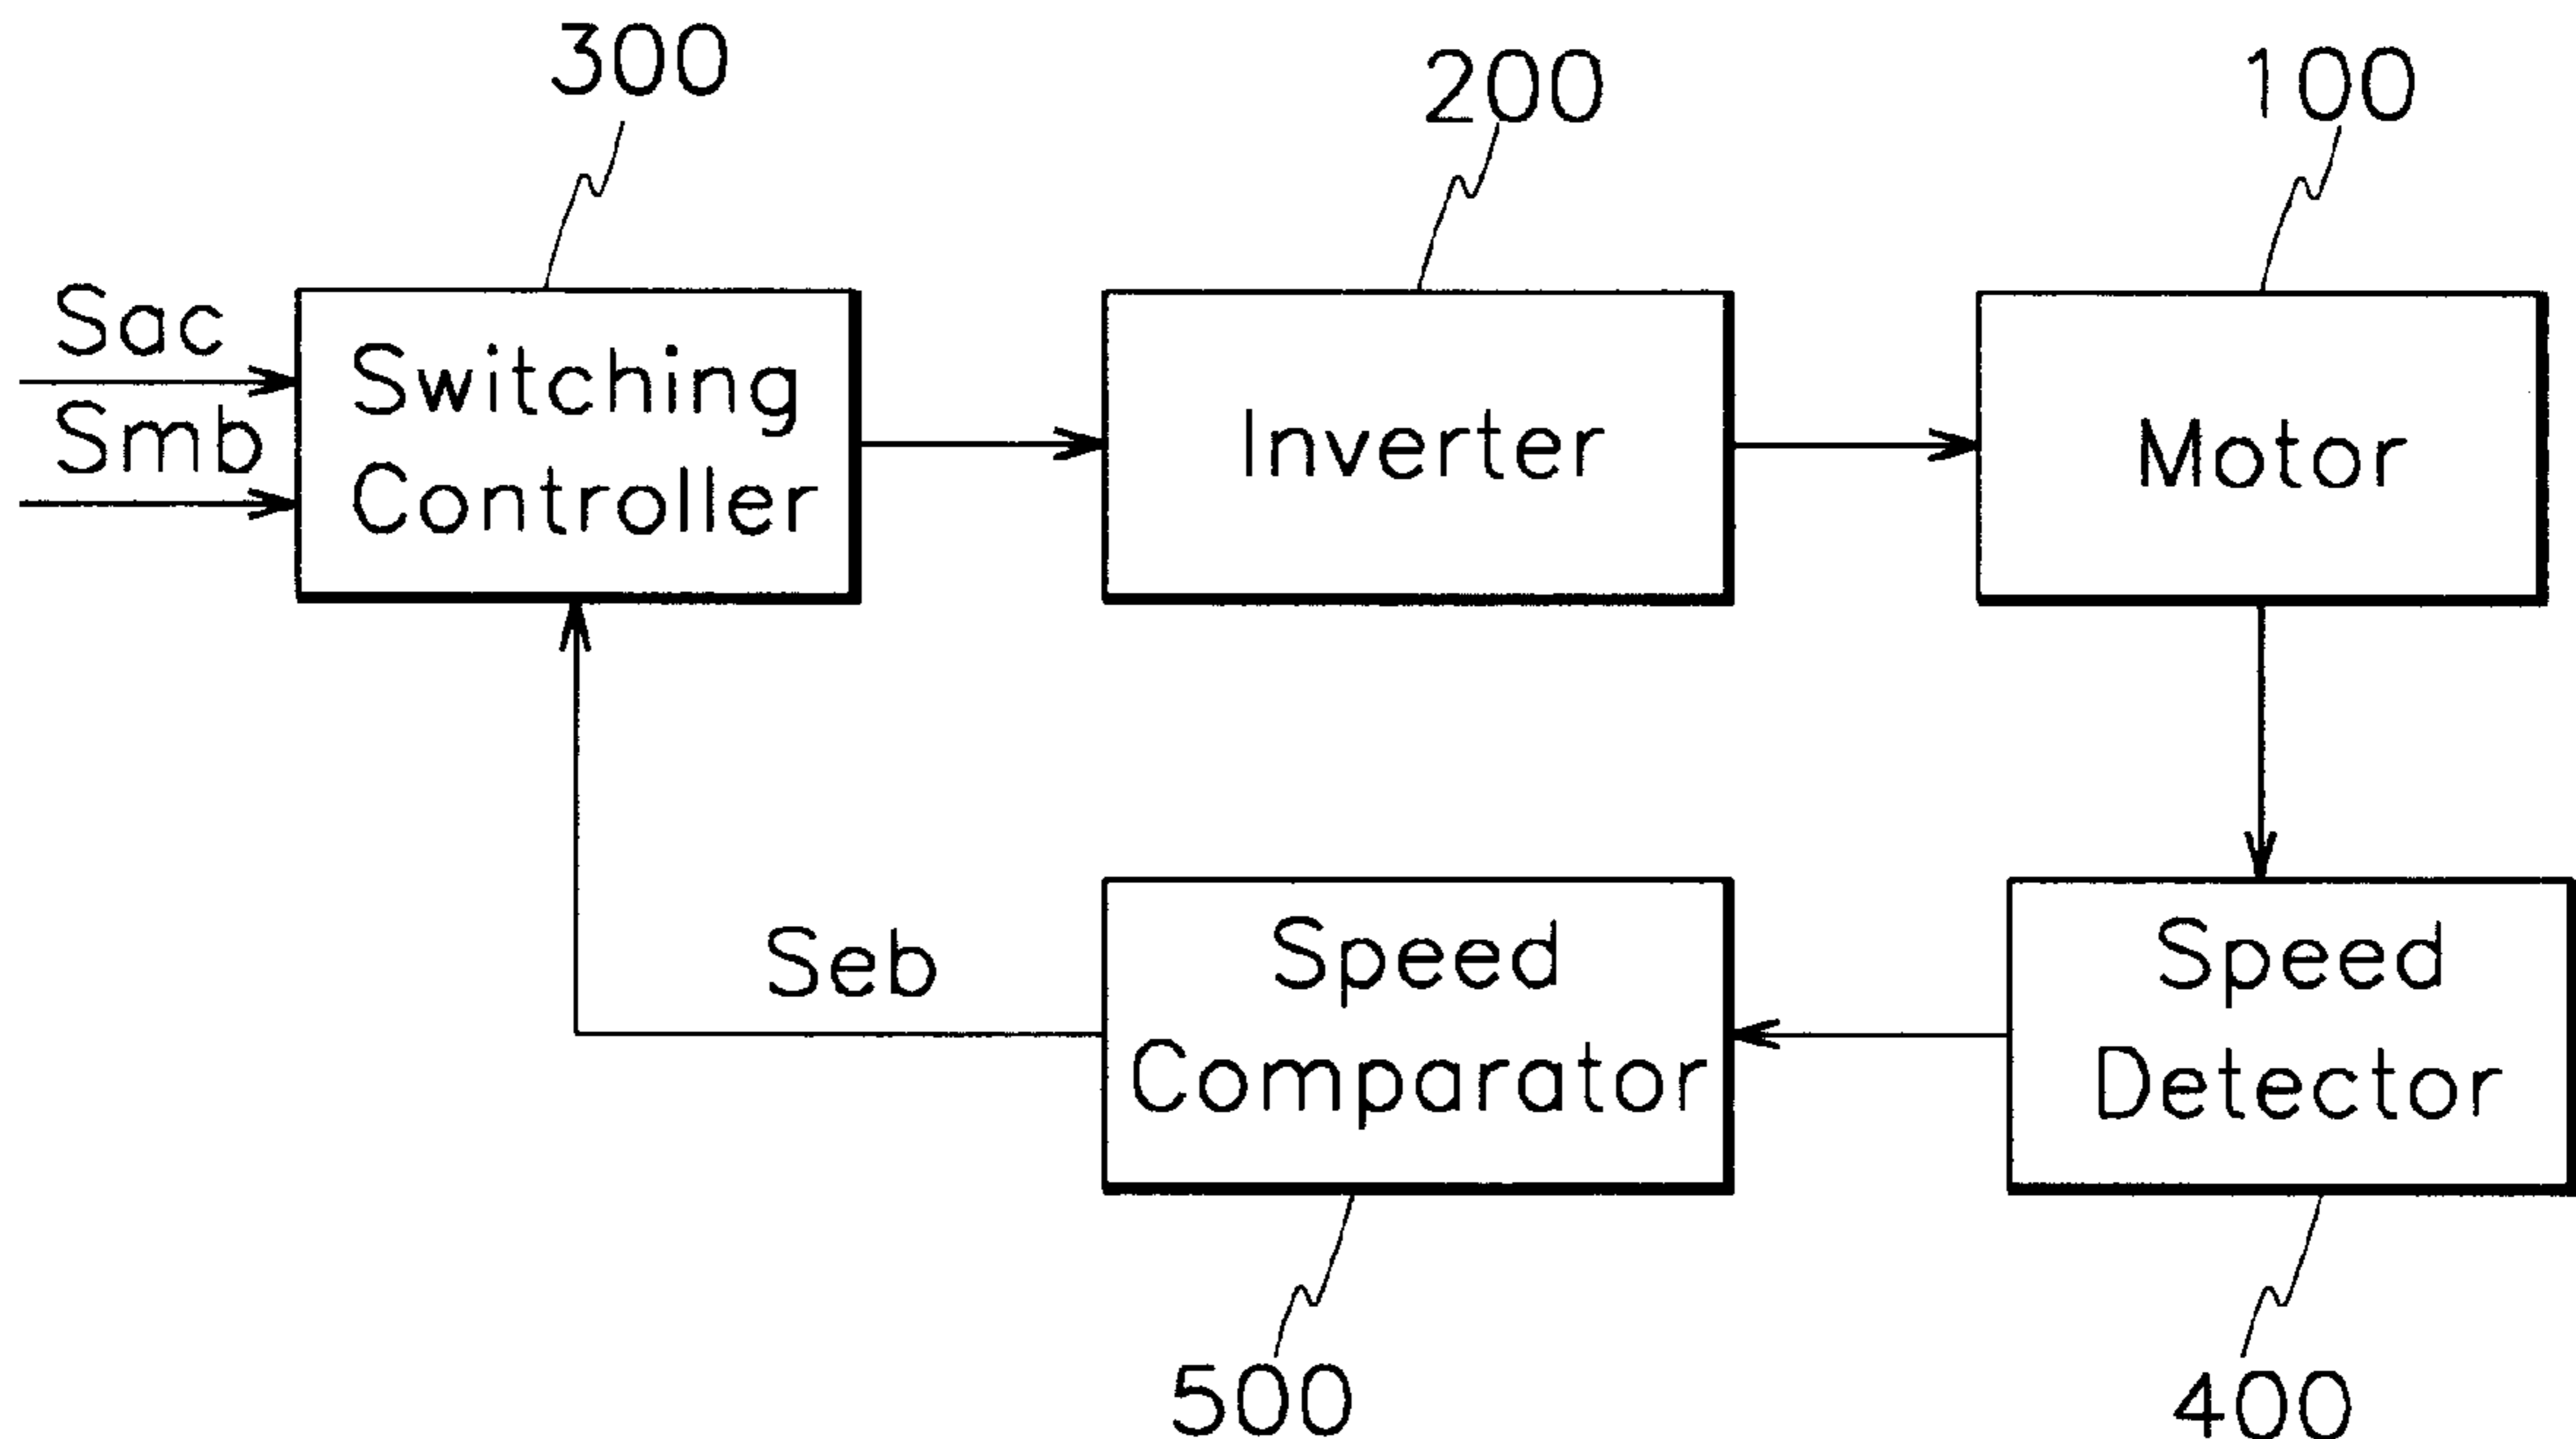 300
200
100
Sac
Smb
Switching
Controller
Inverter
Motor
Seb
Speed
Comparator
Speed
Detector
500
400